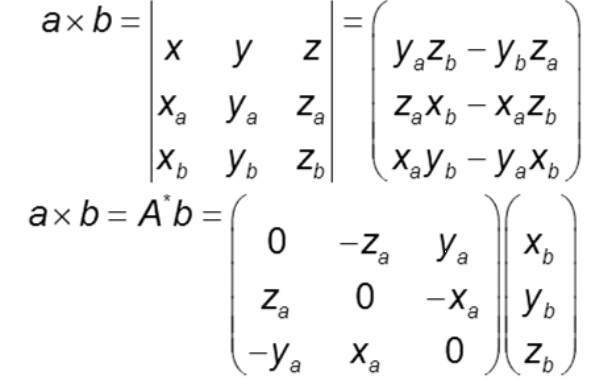 a × b = | x y z | = ( y_a z_b − y_b z_a )
| x_a y_a z_a | ( z_a x_b − x_a z_b )
| x_b y_b z_b | ( x_a y_b − y_a x_b )
a × b = A^* b = ( 0 −z_a y_a ) ( x_b )
( z_a 0 −x_a ) ( y_b )
( −y_a x_a 0 ) ( z_b )